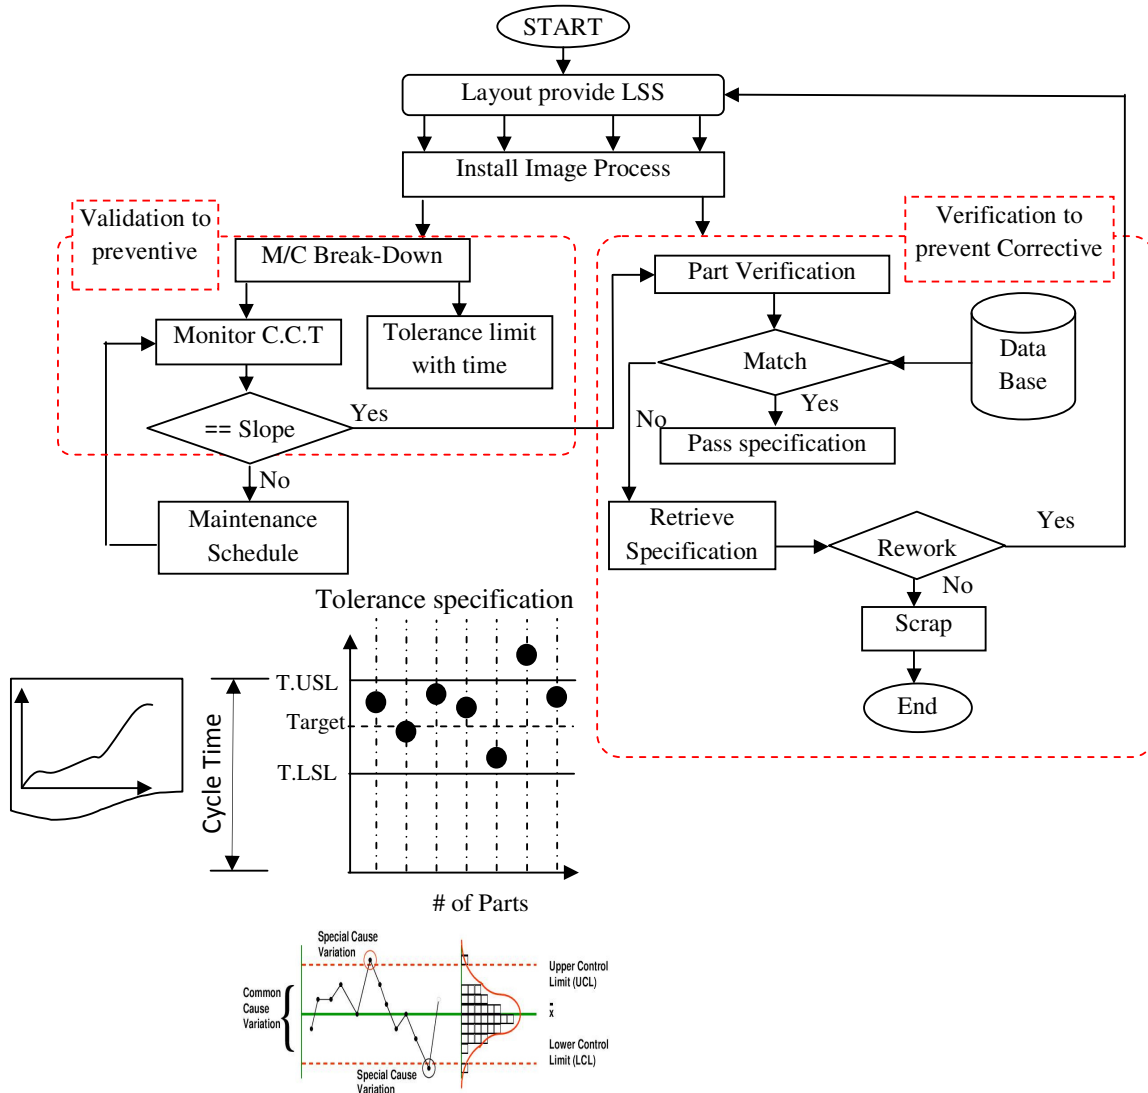 START
Layout provide LSS
Install Image Process
Validation to
preventive
Verification to
prevent Corrective
M/C Break-Down
Part Verification
Monitor C.C.T
Tolerance limit
with time
Match
Data
Base
== Slope
Yes
Yes
No
Pass specification
No
Maintenance
Schedule
Retrieve
Specification
Rework
Yes
No
Scrap
End
Tolerance specification
T.USL
Target
T.LSL
Cycle Time
# of Parts
Special Cause
Variation
Common
Cause
Variation
Upper Control
Limit (UCL)
ẍ
Lower Control
Limit (LCL)
Special Cause
Variation